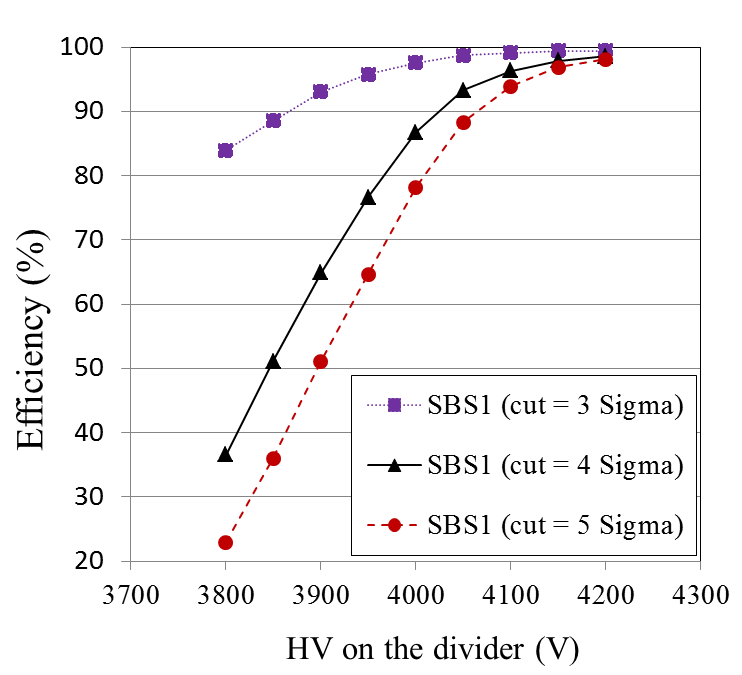 100
90
80
70
60
50
40
30
20
Efficiency (%)
SBS1 (cut = 3 Sigma)
SBS1 (cut = 4 Sigma)
SBS1 (cut = 5 Sigma)
3700 3800 3900 4000 4100 4200 4300
HV on the divider (V)